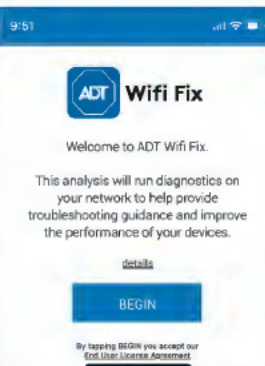 9:51
ADT Wifi Fix
Welcome to ADT Wifi Fix.
This analysis will run diagnostics on
your network to help provide
troubleshooting guidance and improve
the performance of your devices.
details
BEGIN
By tapping BEGIN you accept our
End User License Agreement